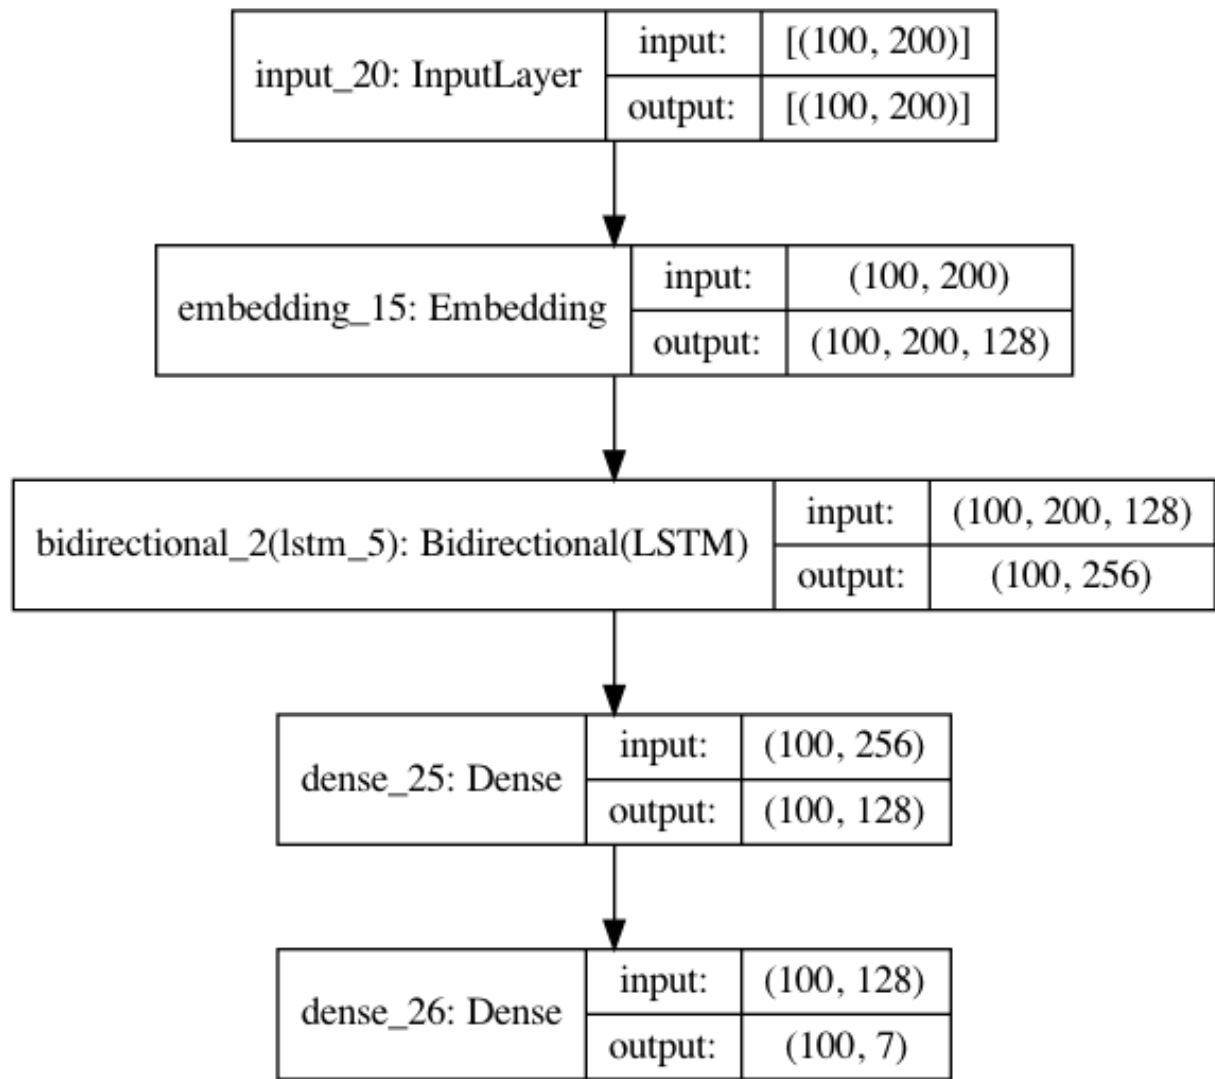 input_20: InputLayer
input: [(100, 200)]
output: [(100, 200)]
embedding_15: Embedding
input: (100, 200)
output: (100, 200, 128)
bidirectional_2(lstm_5): Bidirectional(LSTM)
input: (100, 200, 128)
output: (100, 256)
dense_25: Dense
input: (100, 256)
output: (100, 128)
dense_26: Dense
input: (100, 128)
output: (100, 7)